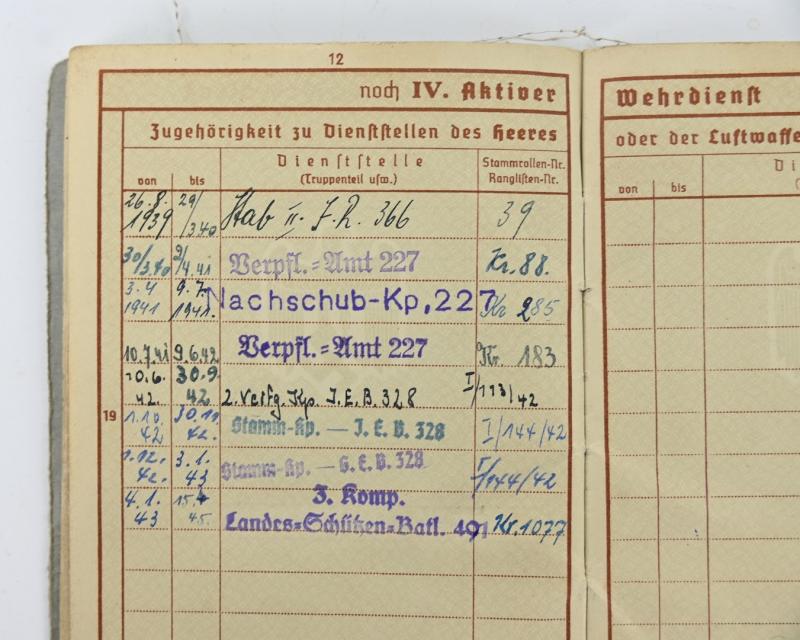 12
noch IV. Aktiver
Wehrdienst
Zugehörigkeit zu Dienststellen des Heeres
oder der Luftwaffe
von bis Dienststelle (Truppenteil usw.) Stammrollen-Nr. Ranglisten-Nr.
von bis Di
26.8. 1939 29/ /3.40 Stab II. J.R. 366 39
30/3.40 2/4.41 Verpfl.=Amt 227 Kr. 88.
3.4 1941 9.7. 1941. Nachschub-Kp. 227 Kr 285
10.7.41 9.6.42 Verpfl.=Amt 227 Kr. 183
10.6. 42. 30.9. 42 2. Verfg. Kp. J.E.B. 328 I/113/42
19
1.10. 42 30.11. 42. Stamm-Kp. — J.E.B. 328 I/144/42
1.12. 42. 3.1. 43 Stamm-Kp. — G.E.B. 328 I/144/42
4.1. 43 15.4 45. 3. Komp.
Landes=Schützen=Batl. 491 Kr. 1077